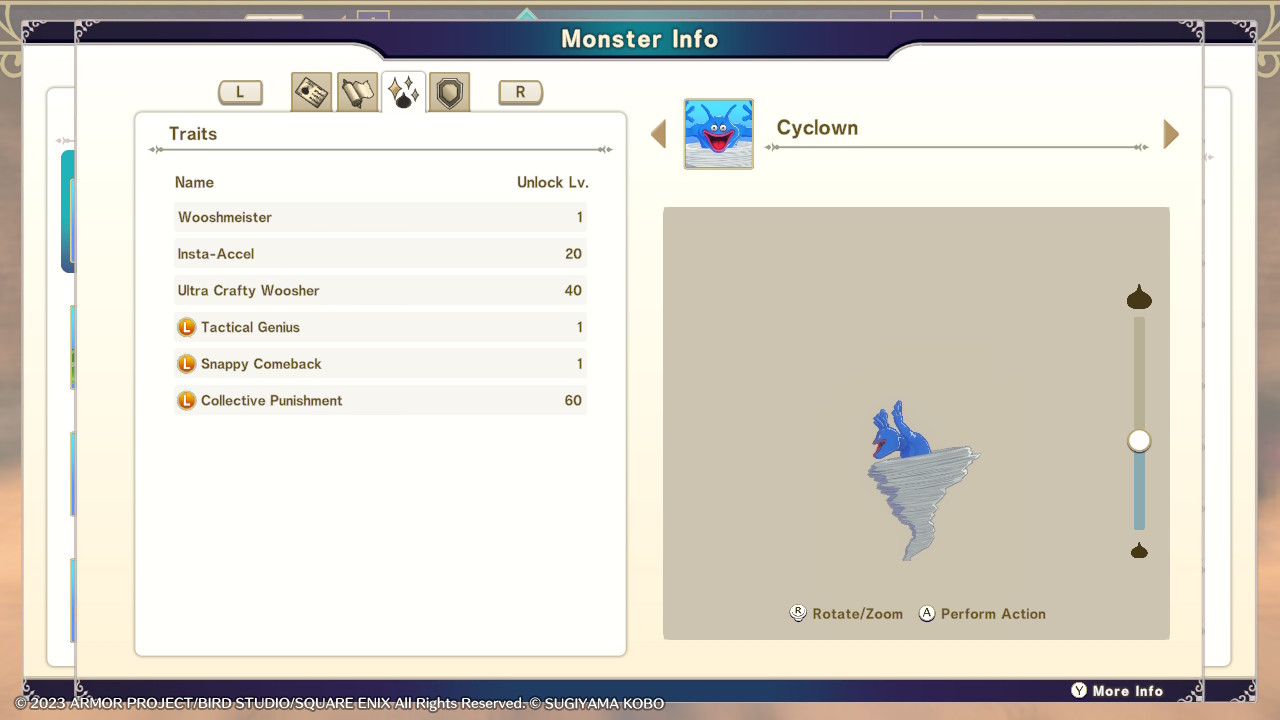 Monster Info
L
R
Traits
Cyclown
Name Unlock Lv.
Wooshmeister 1
Insta-Accel 20
Ultra Crafty Woosher 40
L Tactical Genius 1
L Snappy Comeback 1
L Collective Punishment 60
R Rotate/Zoom A Perform Action
Y More Info
© 2023 ARMOR PROJECT/BIRD STUDIO/SQUARE ENIX All Rights Reserved. © SUGIYAMA KOBO